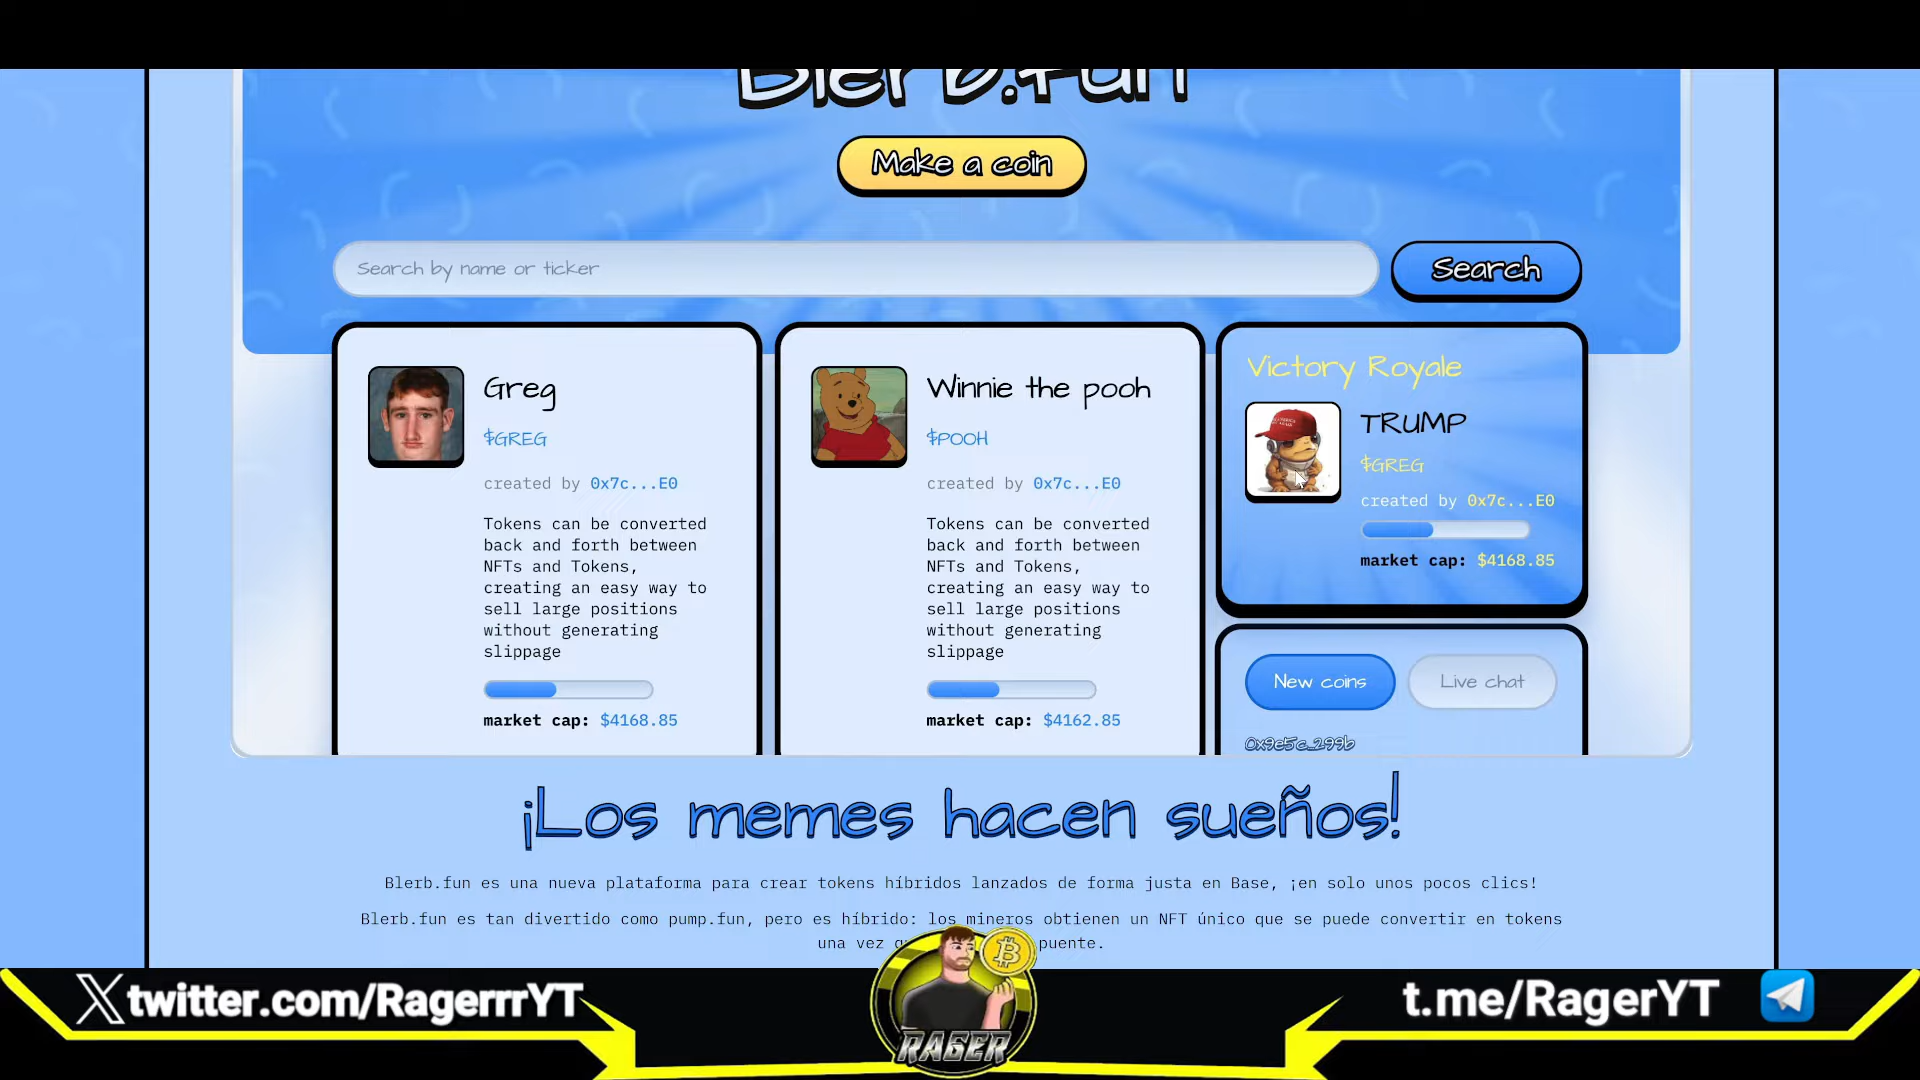 Blerb.fun
Make a coin
Search by name or ticker
Search
Greg
$GREG
created by 0x7c...E0
Tokens can be converted
back and forth between
NFTs and Tokens,
creating an easy way to
sell large positions
without generating
slippage
market cap: $4168.85
Winnie the pooh
$POOH
created by 0x7c...E0
Tokens can be converted
back and forth between
NFTs and Tokens,
creating an easy way to
sell large positions
without generating
slippage
market cap: $4162.85
Victory Royale
TRUMP
$GREG
created by 0x7c...E0
market cap: $4168.85
New coins
Live chat
0x9e5c_299b
¡Los memes hacen sueños!
Blerb.fun es una nueva plataforma para crear tokens híbridos lanzados de forma justa en Base, ¡en solo unos pocos clics!
Blerb.fun es tan divertido como pump.fun, pero es híbrido: los mineros obtienen un NFT único que se puede convertir en tokens
una vez puente.
X twitter.com/RagerrrYT
RAGER
t.me/RagerYT